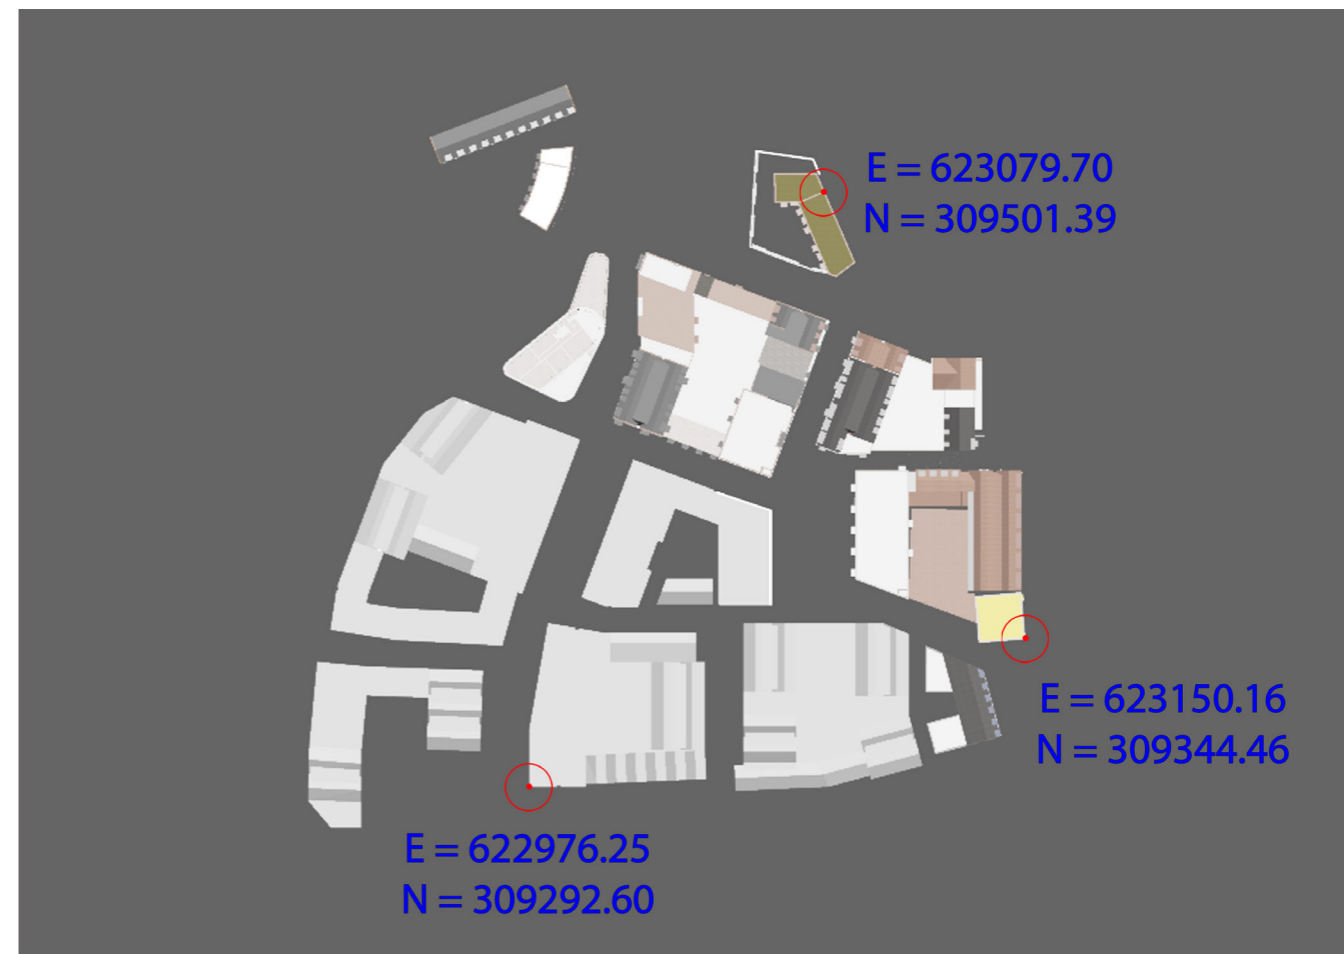 E = 623079.70
N = 309501.39
E = 623150.16
N = 309344.46
E = 622976.25
N = 309292.60